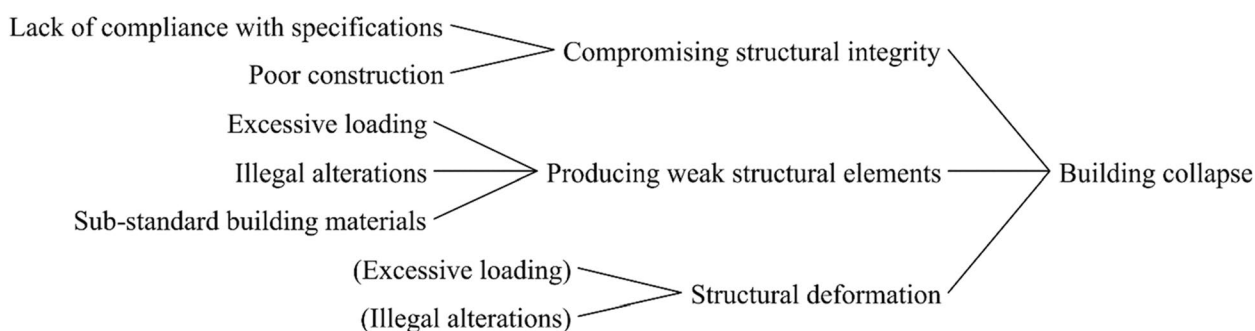 Lack of compliance with specifications
Poor construction
Compromising structural integrity
Excessive loading
Illegal alterations
Sub-standard building materials
Producing weak structural elements
(Excessive loading)
(Illegal alterations)
Structural deformation
Building collapse